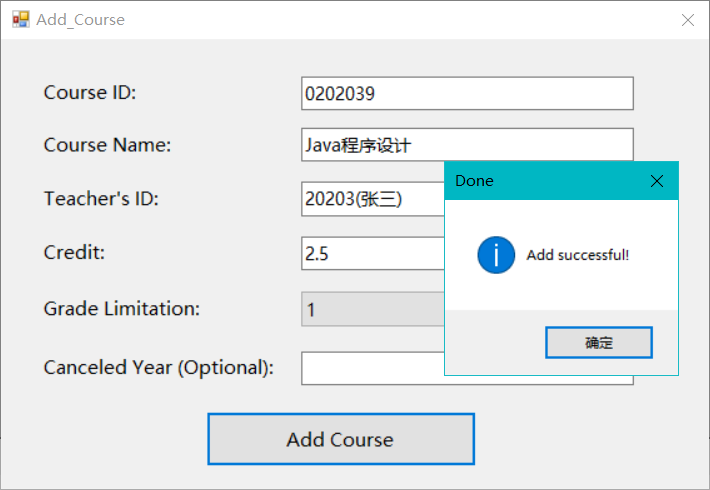 Add_Course
Course ID:
0202039
Course Name:
Java程序设计
Teacher's ID:
20203(张三)
Credit:
2.5
Grade Limitation:
1
Canceled Year (Optional):
Add Course
Done
Add successful!
确定